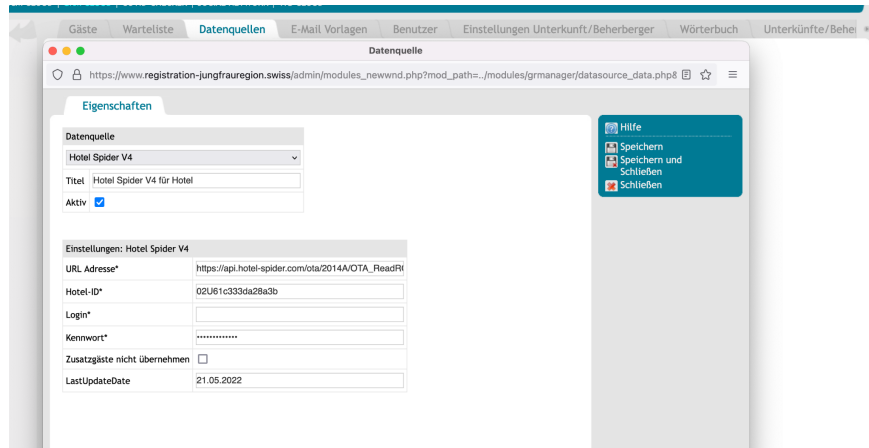 Gäste Warteliste Datenquellen E-Mail Vorlagen Benutzer Einstellungen Unterkunft/Beherberger Wörterbuch Unterkünfte/Beher
Datenquelle
https://www.registration-jungfrauregion.swiss/admin/modules_newwnd.php?mod_path=../modules/grmanager/datasource_data.php&
Eigenschaften
Datenquelle
Hotel Spider V4
Titel Hotel Spider V4 für Hotel
Aktiv
Einstellungen: Hotel Spider V4
URL Adresse* https://api.hotel-spider.com/ota/2014A/OTA_ReadR
Hotel-ID* 02U61c333da28a3b
Login*
Kennwort* •••••••••••••
Zusatzgäste nicht übernehmen
LastUpdateDate 21.05.2022
Hilfe
Speichern
Speichern und
Schließen
Schließen